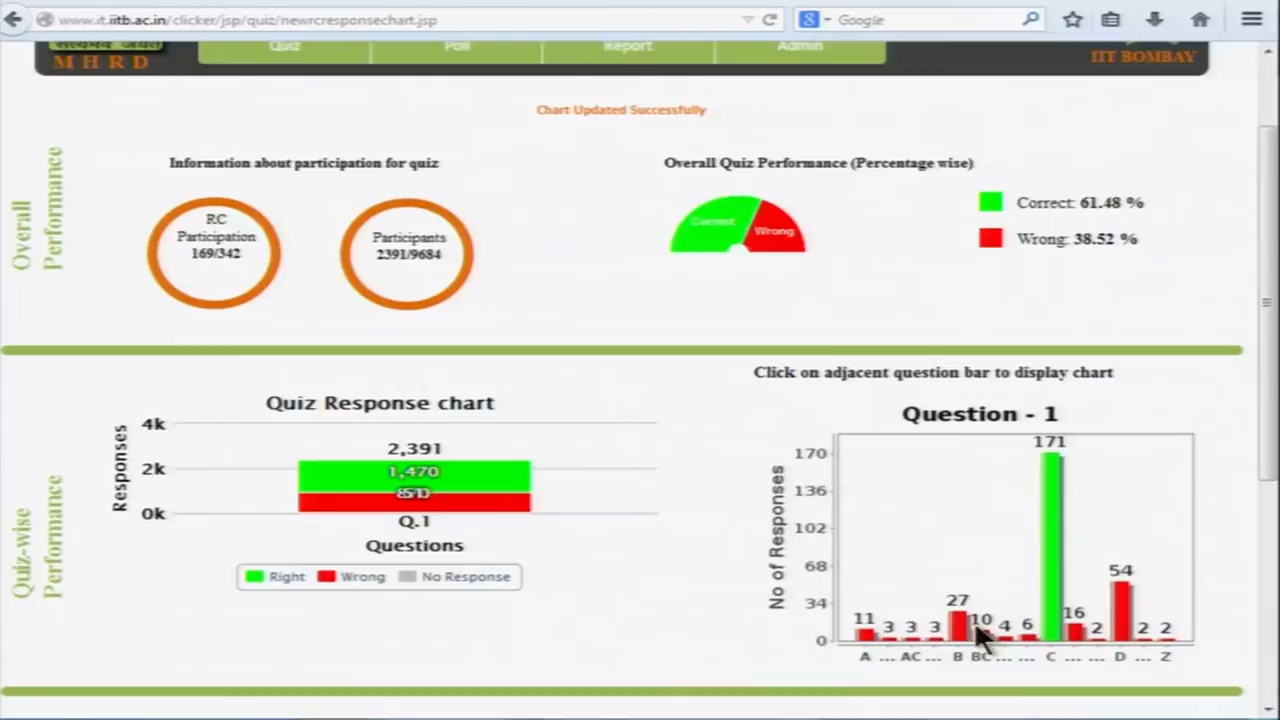 www.it.iitb.ac.in/clicker/jsp/quiz/newrcresponsechart.jsp
Google
M H R D
Quiz
Poll
Report
Admin
IIT BOMBAY
Chart Updated Successfully
Overall
Performance
Information about participation for quiz
RC
Participation
169/342
Participants
2391/9684
Overall Quiz Performance (Percentage wise)
Correct
Wrong
Correct: 61.48 %
Wrong: 38.52 %
Quiz-wise
Performance
Quiz Response chart
Responses
4k
2k
0k
2,391
1,470
Q.1
Questions
Right
Wrong
No Response
Click on adjacent question bar to display chart
Question - 1
No of Responses
170
136
102
68
34
0
11 3 3 3 27 10 4 6 171 16 2 54 2 2
A ... AC ... B BC ... ... C ... ... D ... Z